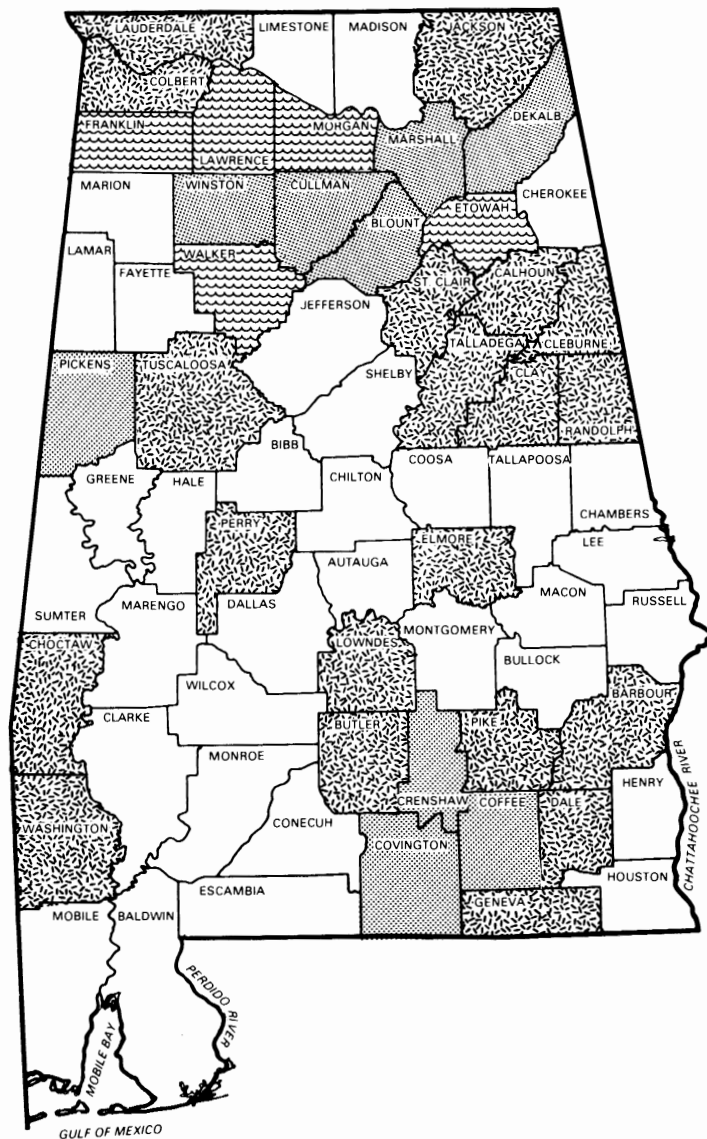 LAUDERDALE
LIMESTONE
MADISON
JACKSON
COLBERT
FRANKLIN
LAWRENCE
MORGAN
MARSHALL
DEKALB
MARION
WINSTON
CULLMAN
CHEROKEE
ETOWAH
BLOUNT
LAMAR
FAYETTE
WALKER
JEFFERSON
ST. CLAIR
CALHOUN
TALLADEGA
CLEBURNE
PICKENS
TUSCALOOSA
SHELBY
CLAY
RANDOLPH
BIBB
GREENE
HALE
CHILTON
COOSA
TALLAPOOSA
CHAMBERS
PERRY
ELMORE
LEE
AUTAUGA
SUMTER
MARENGO
DALLAS
MACON
RUSSELL
CHOCTAW
LOWNDES
MONTGOMERY
BULLOCK
WILCOX
BARBOUR
CLARKE
BUTLER
PIKE
MONROE
HENRY
CRENSHAW
COFFEE
DALE
WASHINGTON
CONECUH
COVINGTON
HOUSTON
ESCAMBIA
GENEVA
MOBILE
BALDWIN
CHATTAHOOCHEE RIVER
PERDIDO RIVER
MOBILE BAY
GULF OF MEXICO